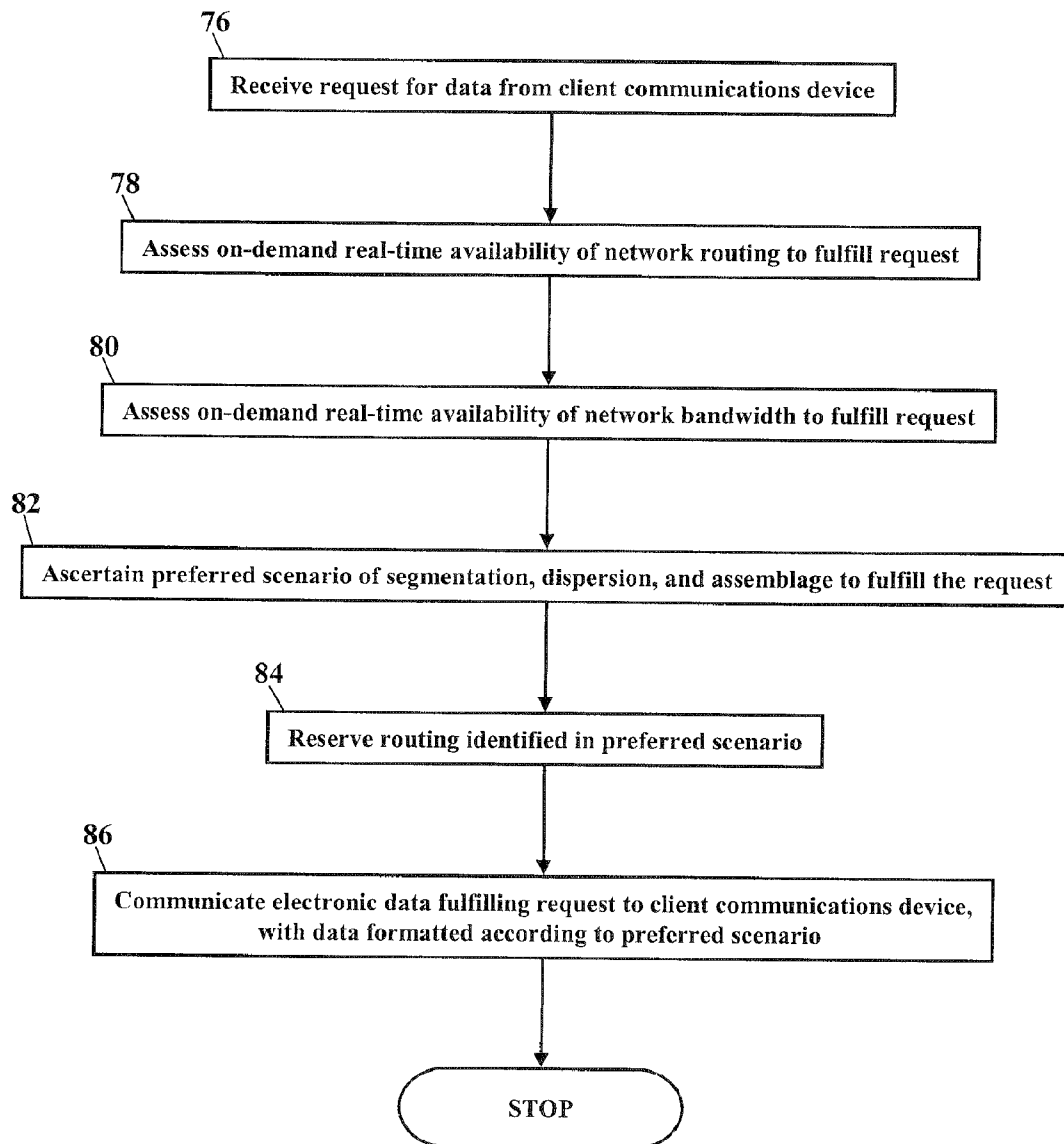 76
Receive request for data from client communications device
78
Assess on-demand real-time availability of network routing to fulfill request
80
Assess on-demand real-time availability of network bandwidth to fulfill request
82
Ascertain preferred scenario of segmentation, dispersion, and assemblage to fulfill the request
84
Reserve routing identified in preferred scenario
86
Communicate electronic data fulfilling request to client communications device,
with data formatted according to preferred scenario
STOP